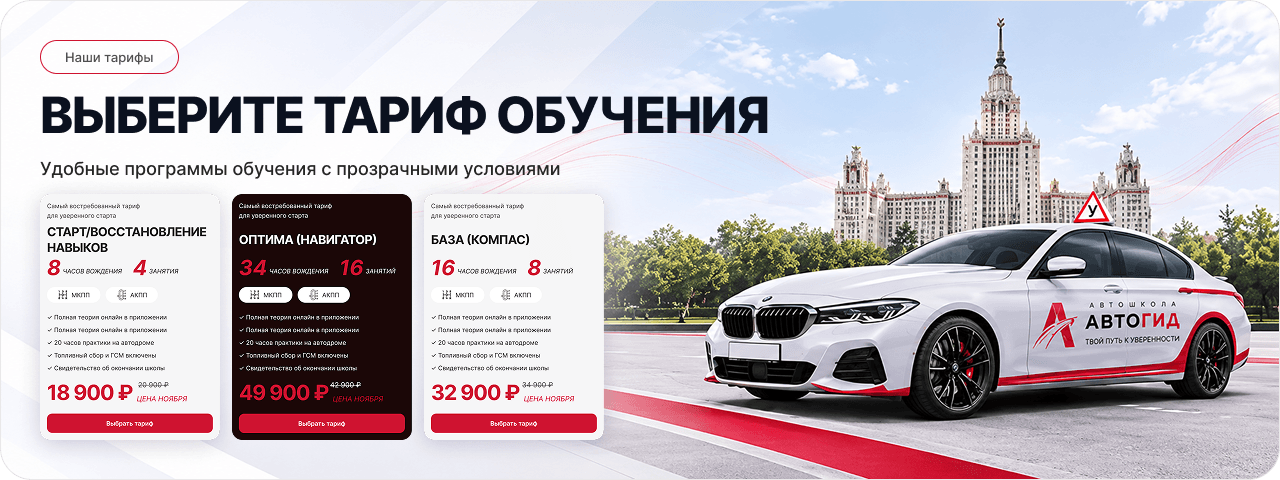 Наши тарифы
ВЫБЕРИТЕ ТАРИФ ОБУЧЕНИЯ
Удобные программы обучения с прозрачными условиями
Самый востребованный тариф
для уверенного старта
СТАРТ/ВОССТАНОВЛЕНИЕ
НАВЫКОВ
8 ЧАСОВ ВОЖДЕНИЯ 4 ЗАНЯТИЯ
МКПП АКПП
✓ Полная теория онлайн в приложении
✓ Полная теория онлайн в приложении
✓ 20 часов практики на автодроме
✓ Топливный сбор и ГСМ включены
✓ Свидетельство об окончании школы
18 900 ₽ 20 900 ₽
ЦЕНА НОЯБРЯ
Выбрать тариф
Самый востребованный тариф
для уверенного старта
ОПТИМА (НАВИГАТОР)
34 ЧАСОВ ВОЖДЕНИЯ 16 ЗАНЯТИЙ
МКПП АКПП
✓ Полная теория онлайн в приложении
✓ Полная теория онлайн в приложении
✓ 20 часов практики на автодроме
✓ Топливный сбор и ГСМ включены
✓ Свидетельство об окончании школы
49 900 ₽ 42 900 ₽
ЦЕНА НОЯБРЯ
Выбрать тариф
Самый востребованный тариф
для уверенного старта
БАЗА (КОМПАС)
16 ЧАСОВ ВОЖДЕНИЯ 8 ЗАНЯТИЙ
МКПП АКПП
✓ Полная теория онлайн в приложении
✓ Полная теория онлайн в приложении
✓ 20 часов практики на автодроме
✓ Топливный сбор и ГСМ включены
✓ Свидетельство об окончании школы
32 900 ₽ 34 900 ₽
ЦЕНА НОЯБРЯ
Выбрать тариф
У
АВТОШКОЛА
АВТОГИД
ТВОЙ ПУТЬ К УВЕРЕННОСТИ